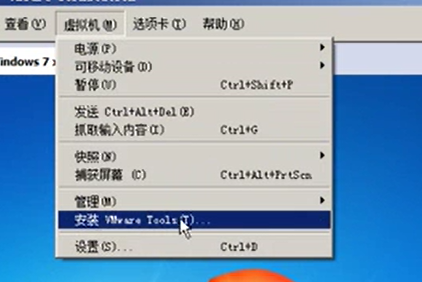 查看(V) 虚拟机(M) 选项卡(T) 帮助(H)
indows 7 x
电源(P)
可移动设备(D)
暂停(U) Ctrl+Shift+P
发送 Ctrl+Alt+Del(E)
抓取输入内容(I) Ctrl+G
快照(N)
捕获屏幕 (C) Ctrl+Alt+PrtScn
管理(M)
安装 VMware Tools(T)...
设置(S)... Ctrl+D